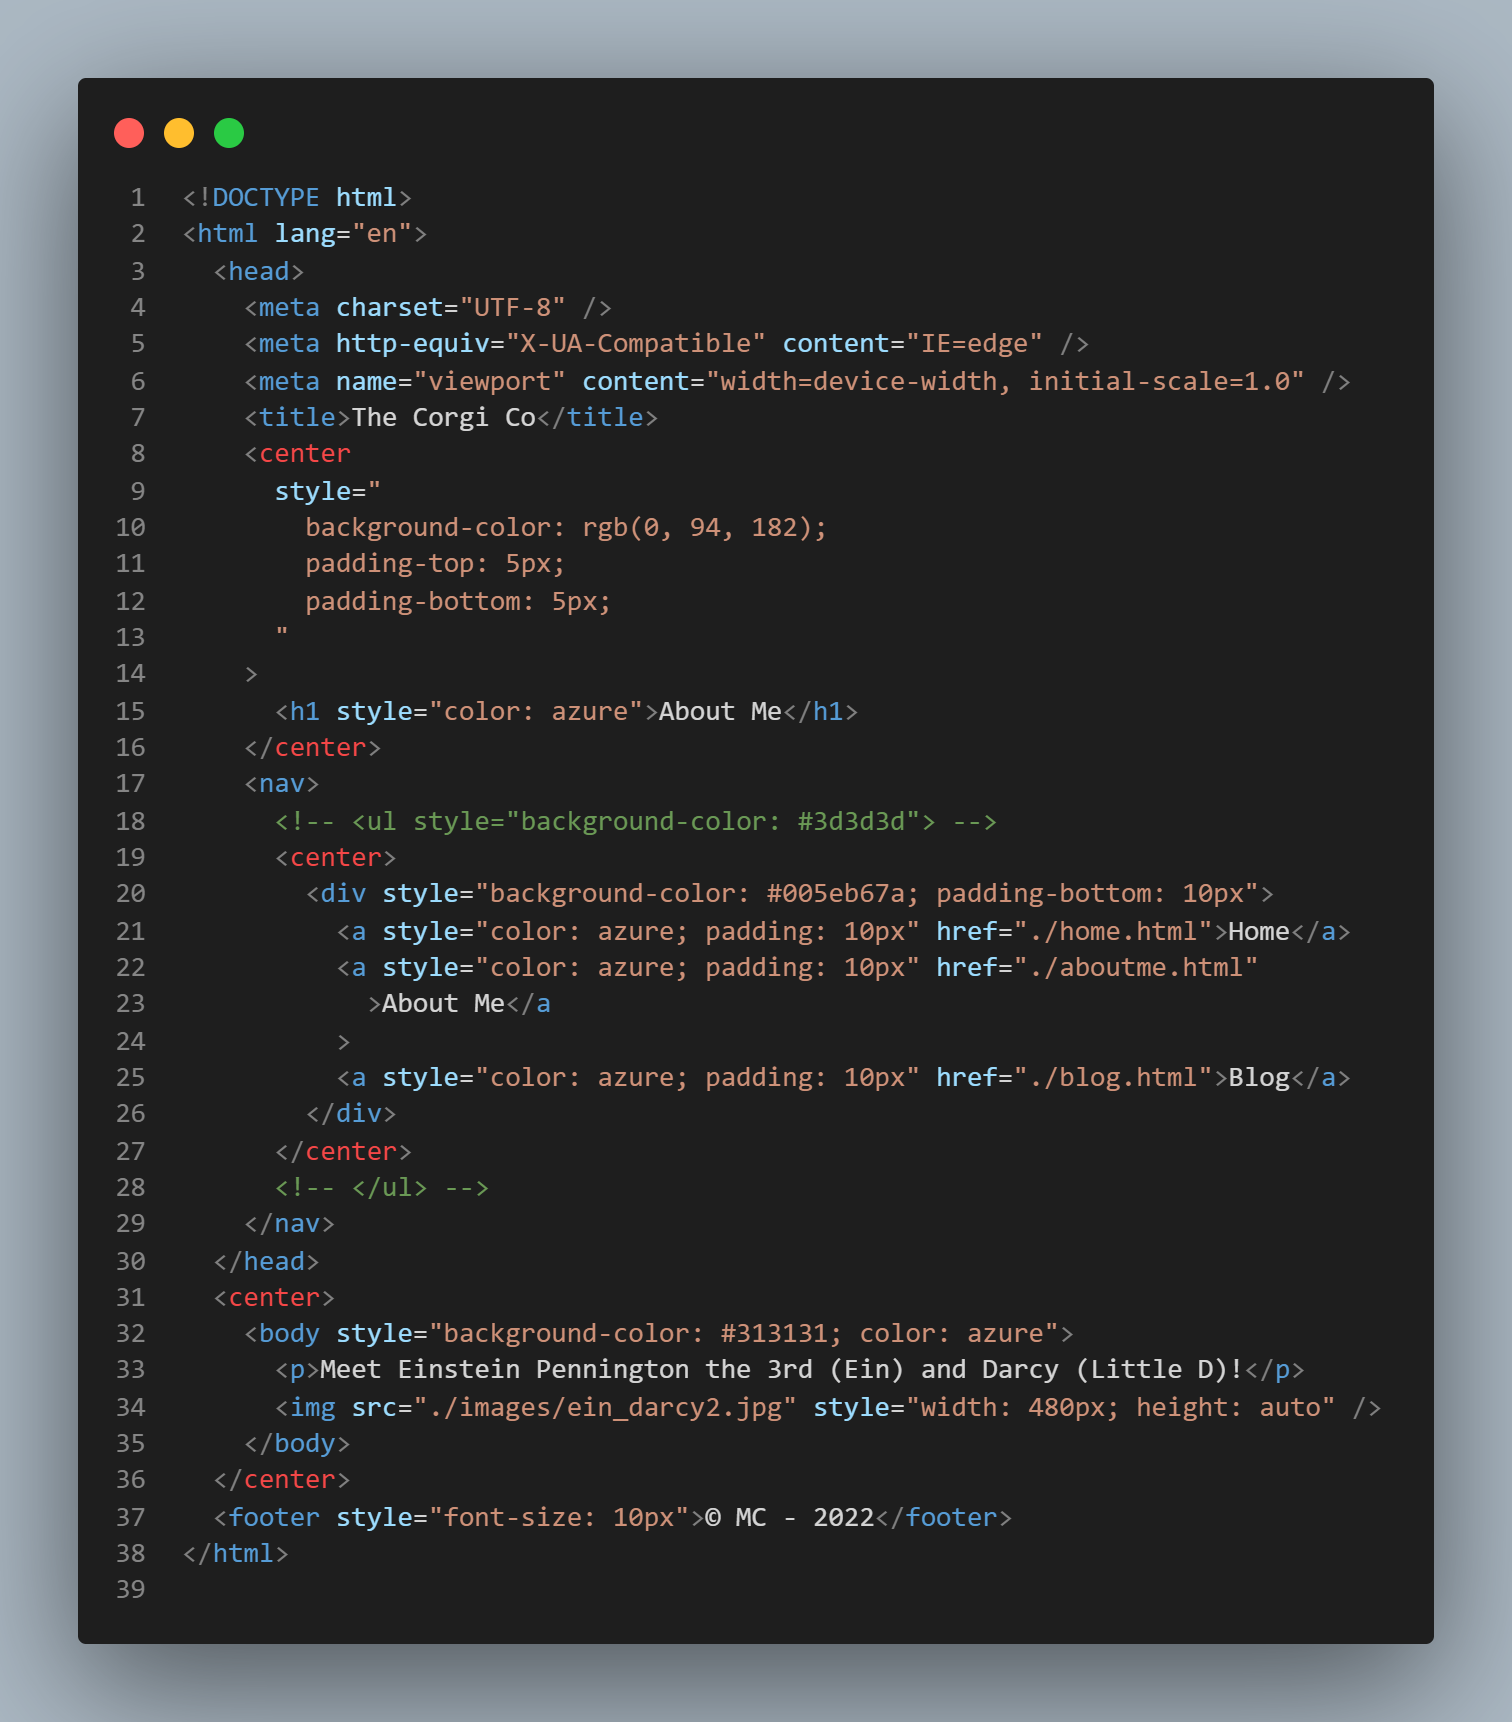 1 <!DOCTYPE html>
2 <html lang="en">
3   <head>
4     <meta charset="UTF-8" />
5     <meta http-equiv="X-UA-Compatible" content="IE=edge" />
6     <meta name="viewport" content="width=device-width, initial-scale=1.0" />
7     <title>The Corgi Co</title>
8     <center
9       style="
10         background-color: rgb(0, 94, 182);
11         padding-top: 5px;
12         padding-bottom: 5px;
13       "
14     >
15       <h1 style="color: azure">About Me</h1>
16     </center>
17     <nav>
18       <!-- <ul style="background-color: #3d3d3d"> -->
19       <center>
20         <div style="background-color: #005eb67a; padding-bottom: 10px">
21           <a style="color: azure; padding: 10px" href="./home.html">Home</a>
22           <a style="color: azure; padding: 10px" href="./aboutme.html"
23             >About Me</a
24           >
25           <a style="color: azure; padding: 10px" href="./blog.html">Blog</a>
26         </div>
27       </center>
28       <!-- </ul> -->
29     </nav>
30   </head>
31   <center>
32     <body style="background-color: #313131; color: azure">
33       <p>Meet Einstein Pennington the 3rd (Ein) and Darcy (Little D)!</p>
34       <img src="./images/ein_darcy2.jpg" style="width: 480px; height: auto" />
35     </body>
36   </center>
37   <footer style="font-size: 10px">© MC - 2022</footer>
38 </html>
39